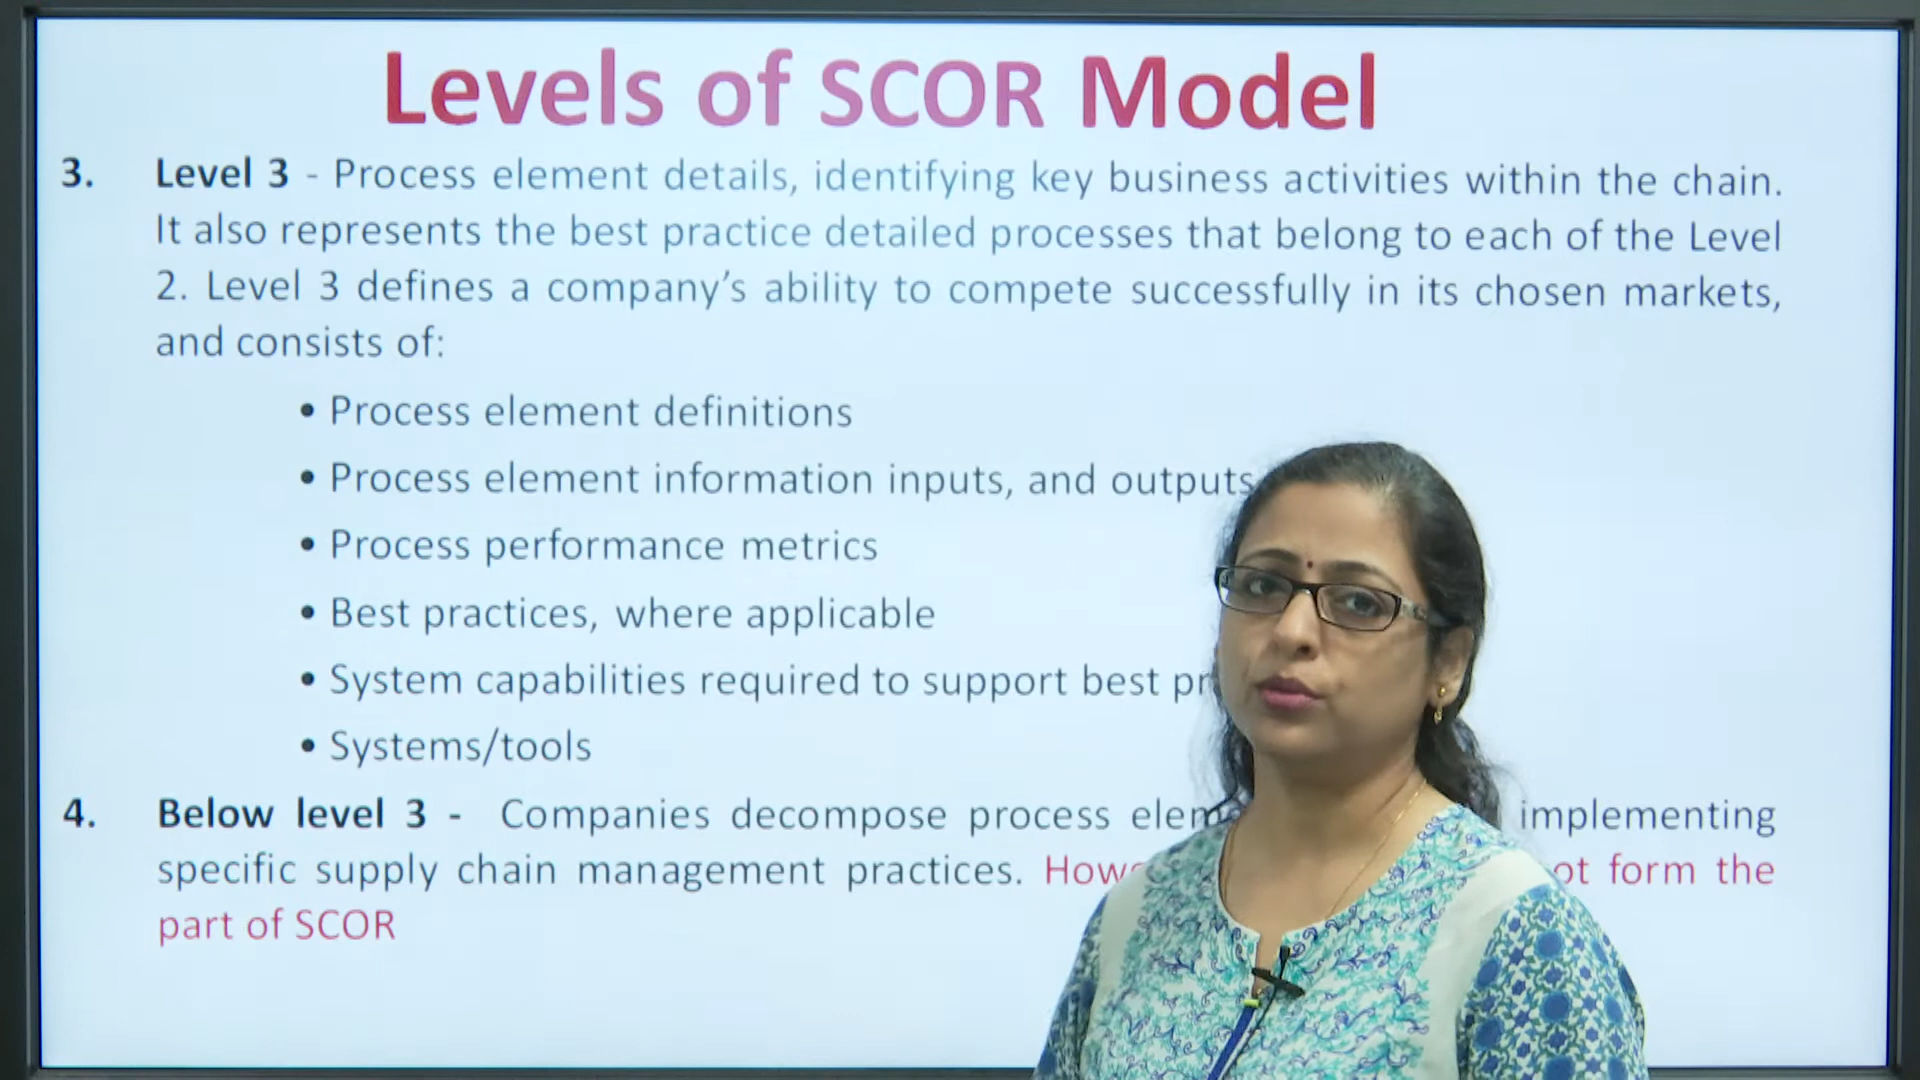 Levels of SCOR Model
3. Level 3 - Process element details, identifying key business activities within the chain.
It also represents the best practice detailed processes that belong to each of the Level
2. Level 3 defines a company's ability to compete successfully in its chosen markets,
and consists of:
• Process element definitions
• Process element information inputs, and outputs
• Process performance metrics
• Best practices, where applicable
• System capabilities required to support best
• Systems/tools
4. Below level 3 - Companies decompose process implementing
specific supply chain management practices. form the
part of SCOR